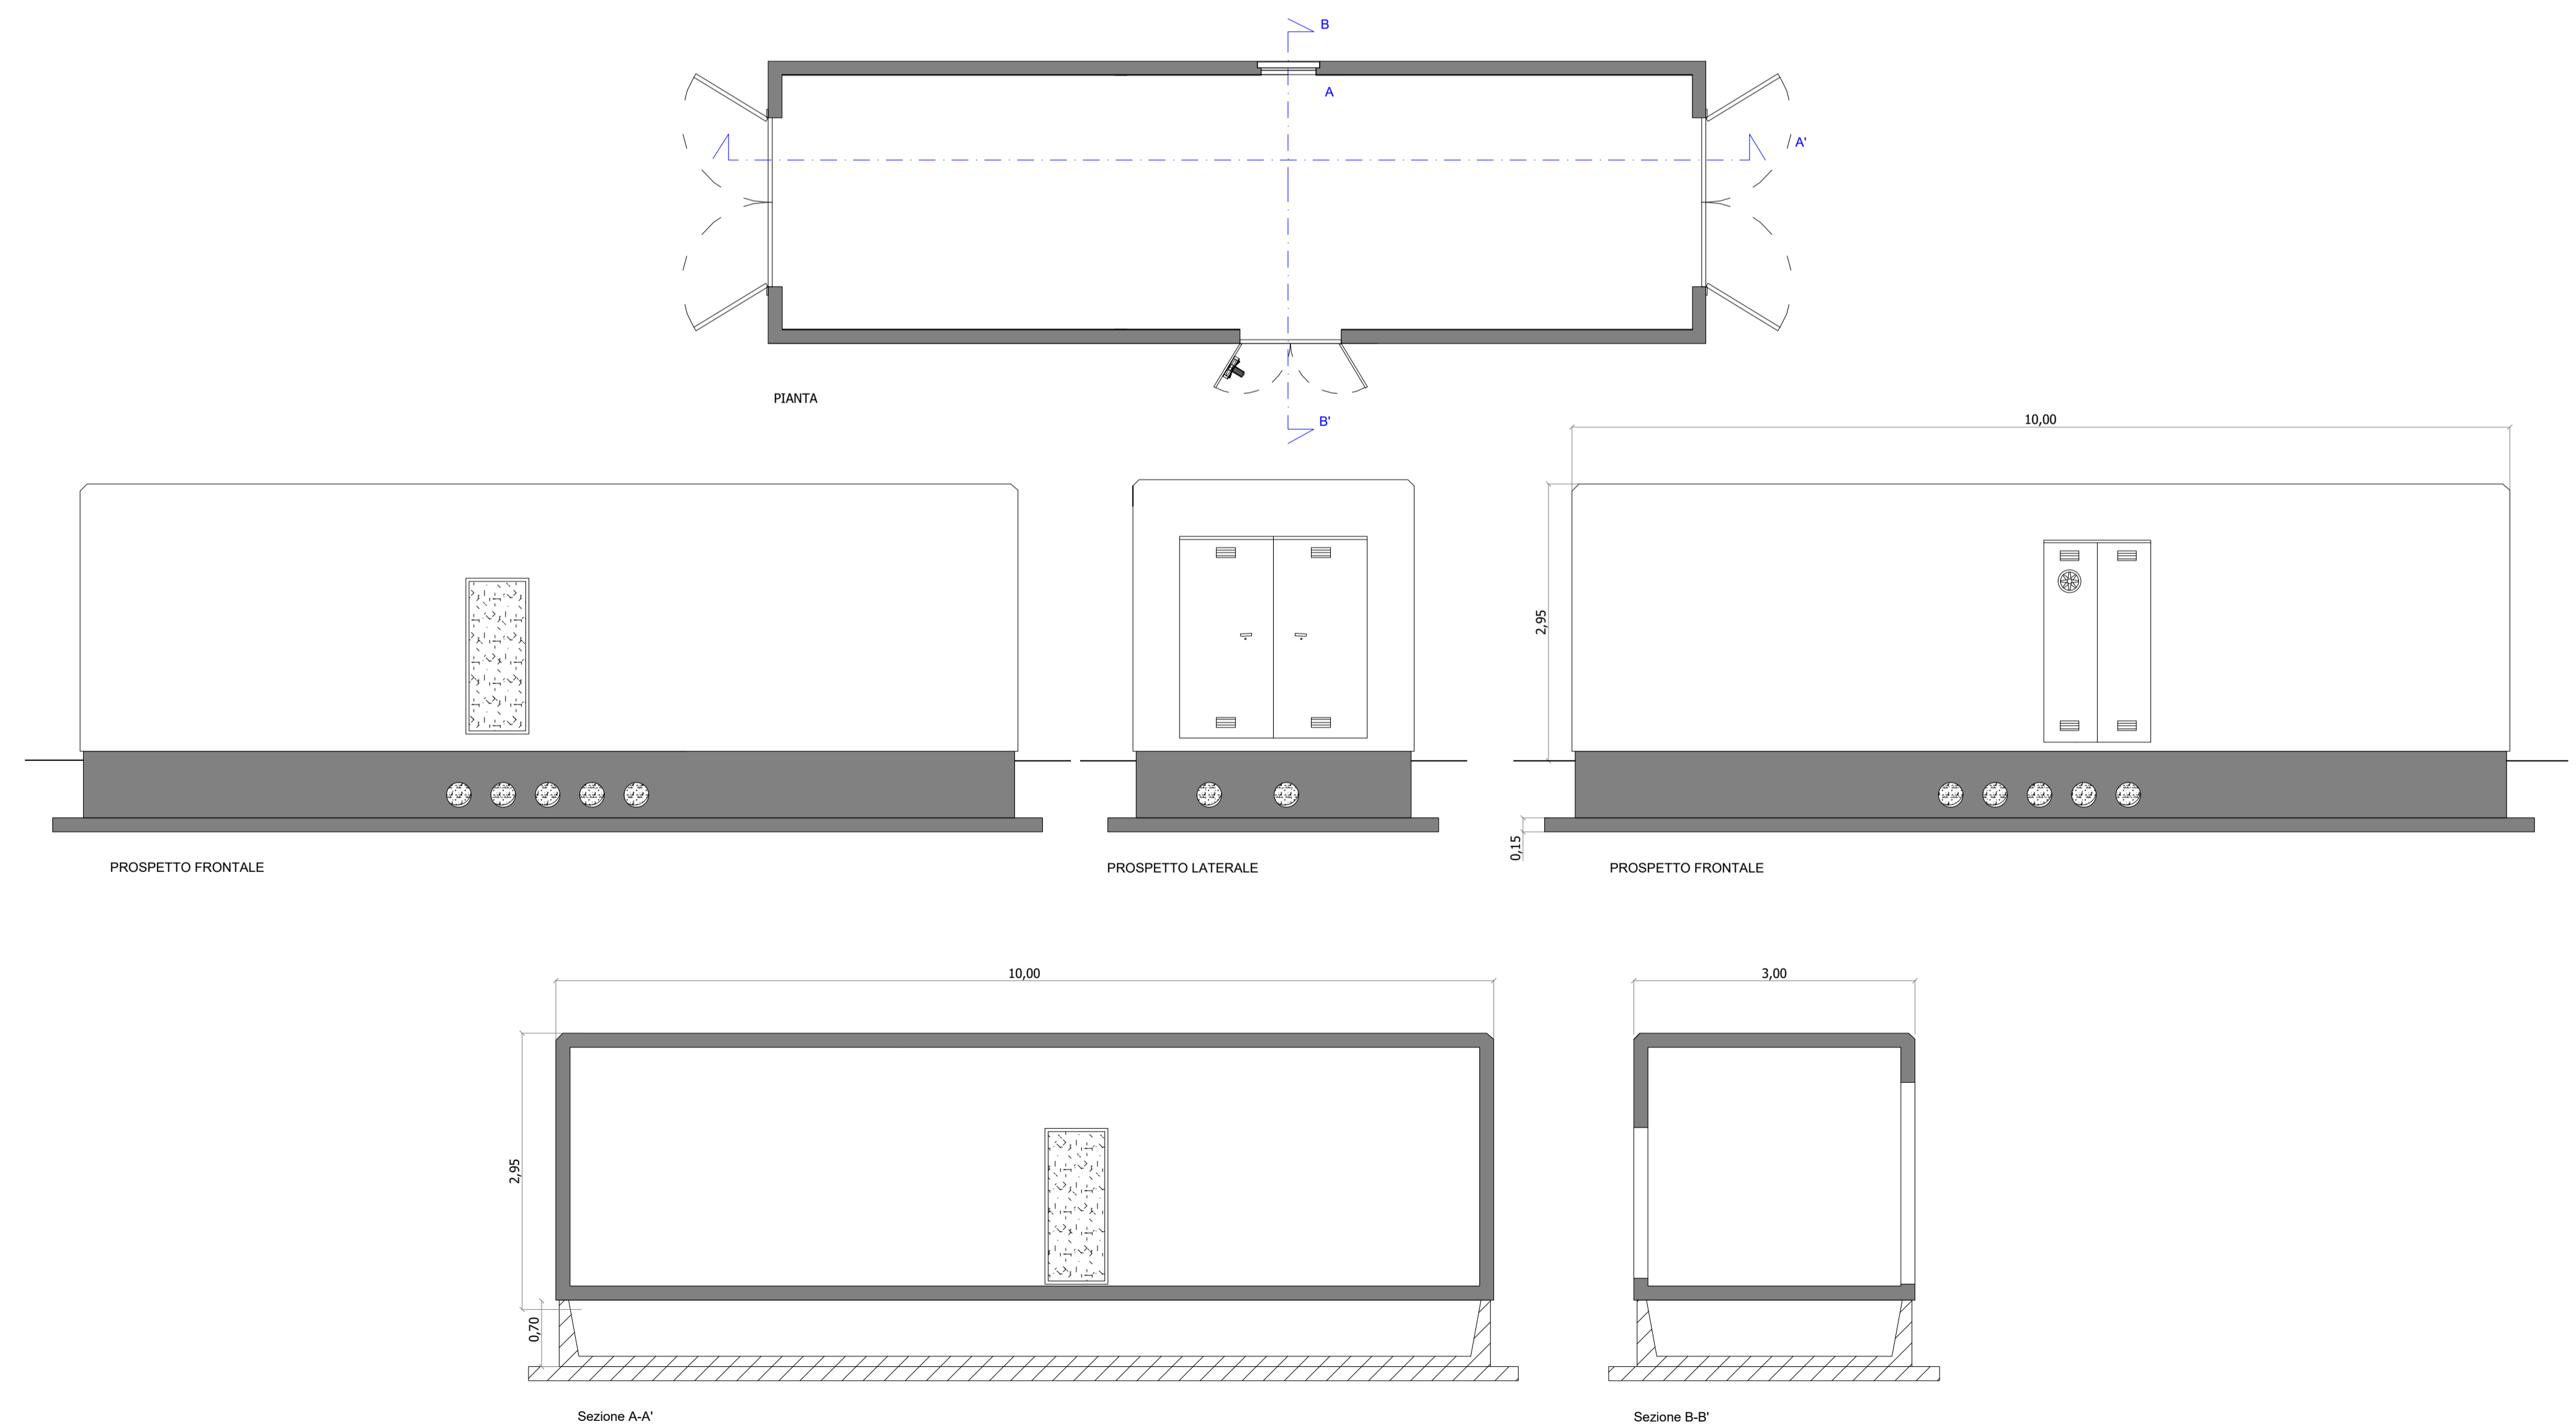 B
A
A'
PIANTA
B'
10,00
2,95
0,15
PROSPETTO FRONTALE
PROSPETTO LATERALE
PROSPETTO FRONTALE
10,00
3,00
2,95
0,70
Sezione A-A'
Sezione B-B'